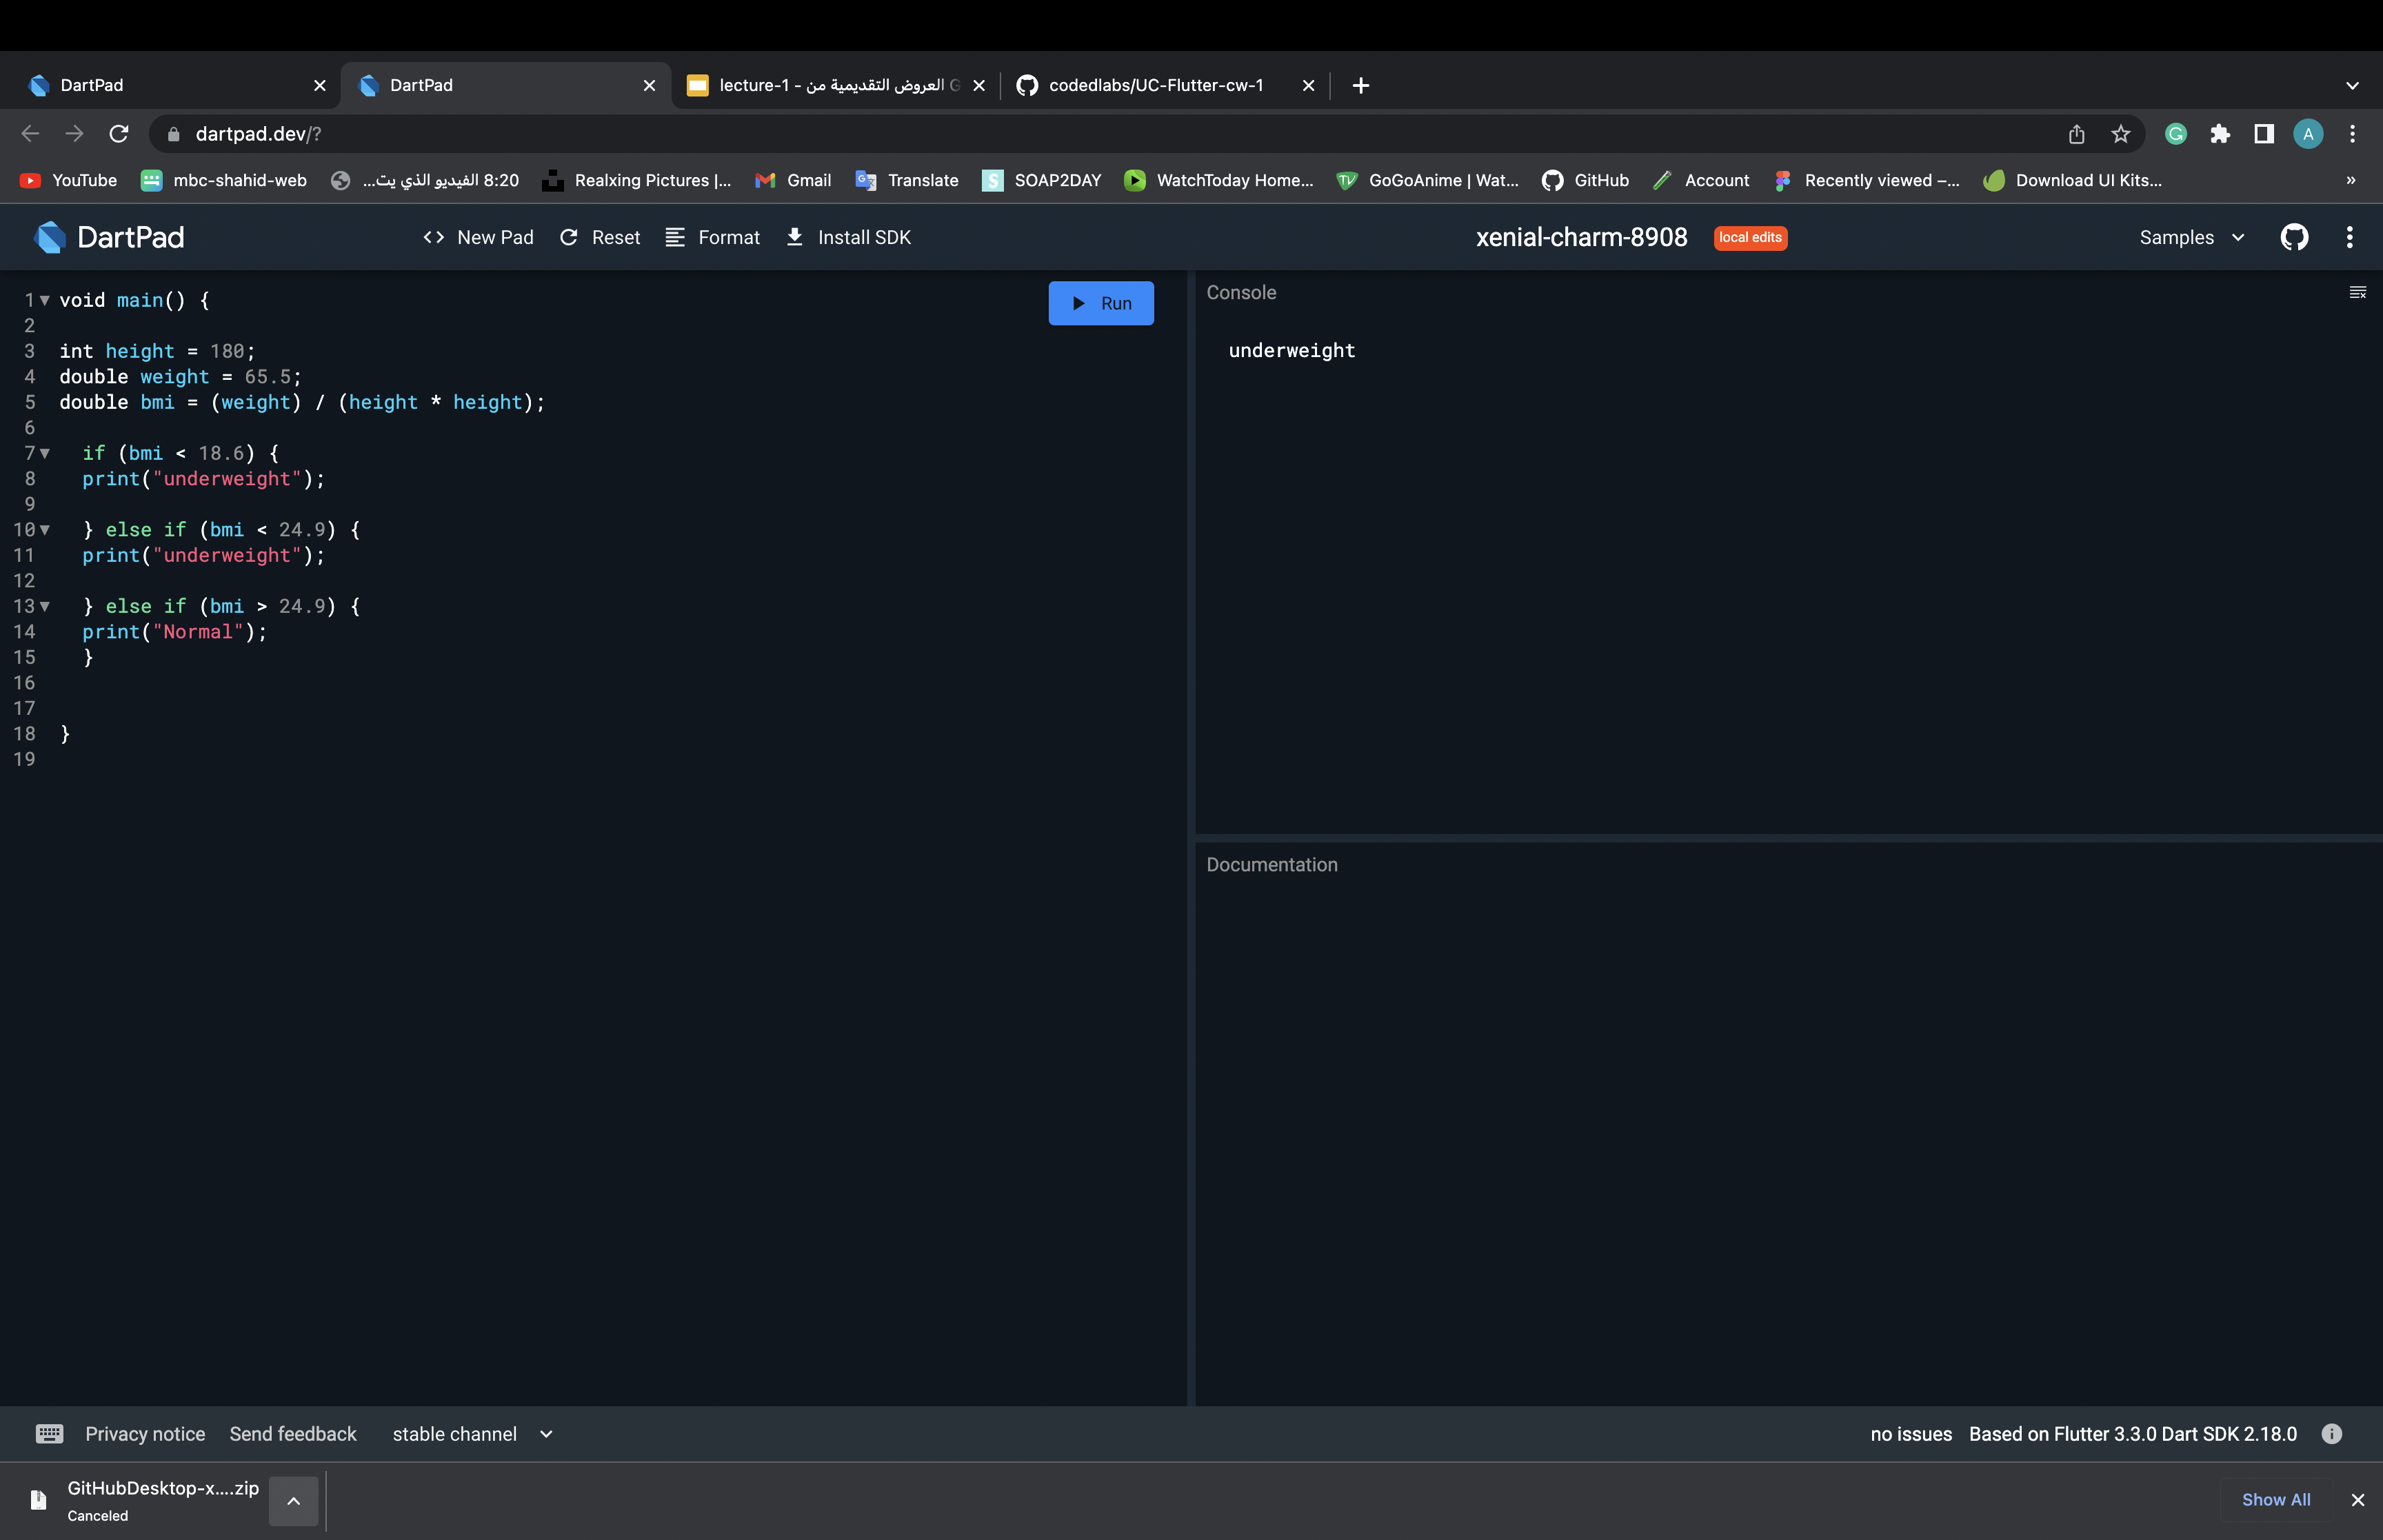 DartPad
DartPad
lecture-1 - العروض التقديمية من G
codedlabs/UC-Flutter-cw-1
dartpad.dev/?
A
YouTube
mbc-shahid-web
8:20 الفيديو الذي يت...
Realxing Pictures |...
Gmail
Translate
SOAP2DAY
WatchToday Home...
GoGoAnime | Wat...
GitHub
Account
Recently viewed –...
Download UI Kits...
»
DartPad
<> New Pad
Reset
Format
Install SDK
xenial-charm-8908
local edits
Samples
1 void main() {
2
3 int height = 180;
4 double weight = 65.5;
5 double bmi = (weight) / (height * height);
6
7 if (bmi < 18.6) {
8 print("underweight");
9
10 } else if (bmi < 24.9) {
11 print("underweight");
12
13 } else if (bmi > 24.9) {
14 print("Normal");
15 }
16
17
18 }
19
Run
Console
underweight
Documentation
Privacy notice
Send feedback
stable channel
no issues
Based on Flutter 3.3.0 Dart SDK 2.18.0
GitHubDesktop-x....zip
Canceled
Show All